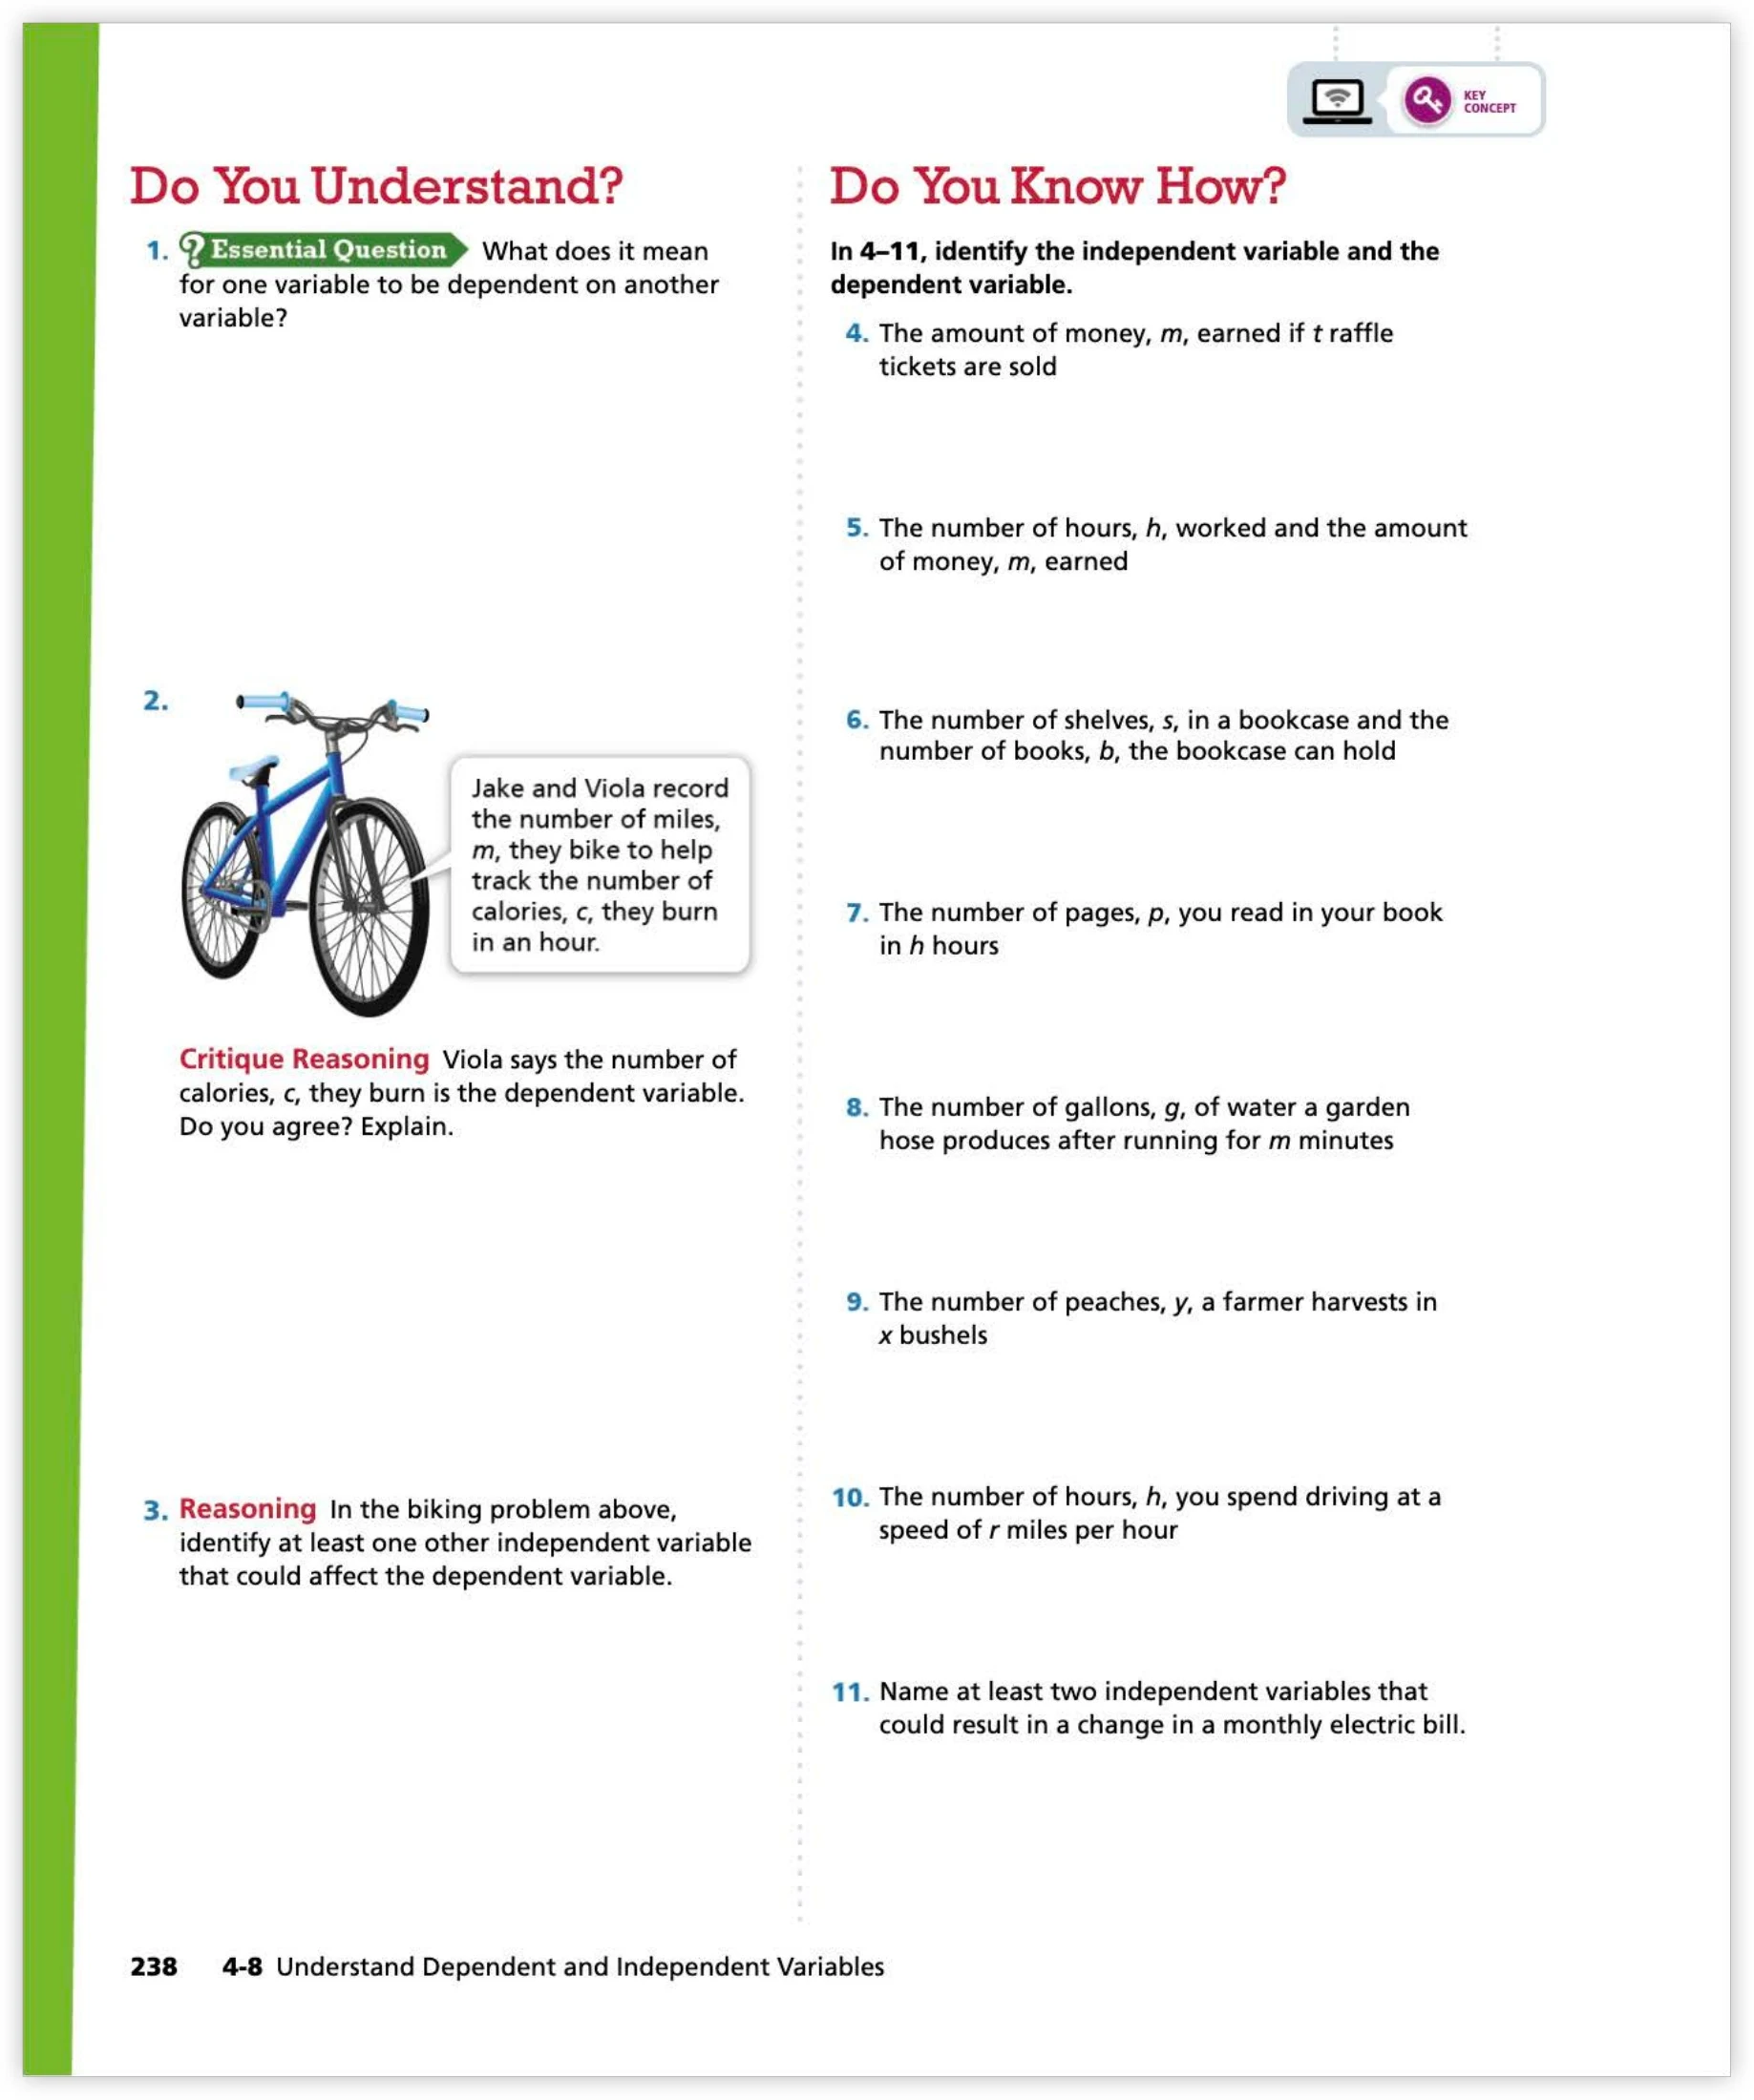 KEY
CONCEPT
Do You Understand?
1. ? Essential Question What does it mean
for one variable to be dependent on another
variable?
2.
Jake and Viola record
the number of miles,
m, they bike to help
track the number of
calories, c, they burn
in an hour.
Critique Reasoning Viola says the number of
calories, c, they burn is the dependent variable.
Do you agree? Explain.
3. Reasoning In the biking problem above,
identify at least one other independent variable
that could affect the dependent variable.
Do You Know How?
In 4–11, identify the independent variable and the
dependent variable.
4. The amount of money, m, earned if t raffle
tickets are sold
5. The number of hours, h, worked and the amount
of money, m, earned
6. The number of shelves, s, in a bookcase and the
number of books, b, the bookcase can hold
7. The number of pages, p, you read in your book
in h hours
8. The number of gallons, g, of water a garden
hose produces after running for m minutes
9. The number of peaches, y, a farmer harvests in
x bushels
10. The number of hours, h, you spend driving at a
speed of r miles per hour
11. Name at least two independent variables that
could result in a change in a monthly electric bill.
238 4-8 Understand Dependent and Independent Variables